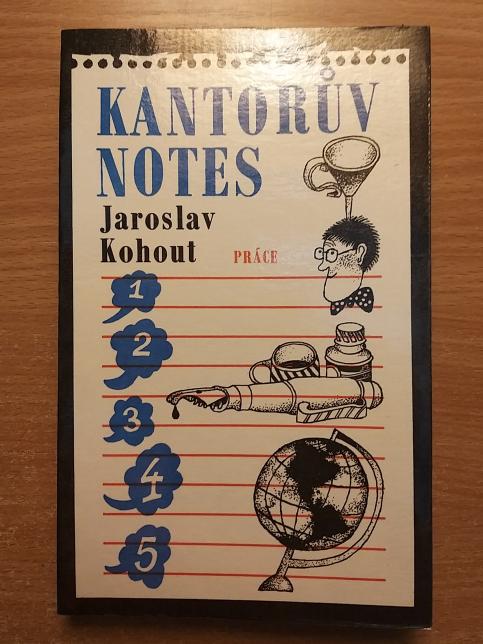 KANTORŮV
NOTES
Jaroslav
Kohout
PRÁCE
1
2
3
4
5